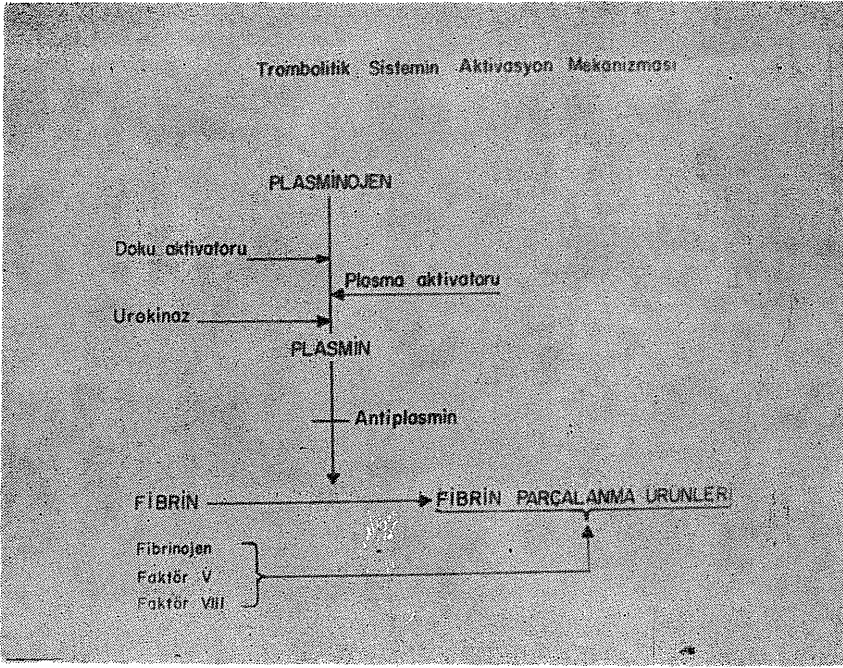 Trombolitik Sistemin Aktivasyon Mekanizması
PLASMİNOJEN
Doku aktivatoru
Plasma aktivatoru
Urokinaz
PLASMİN
Antiplasmin
FİBRİN
FİBRİN PARÇALANMA ÜRÜNLERİ
Fibrinojen
Faktör V
Faktör VIII